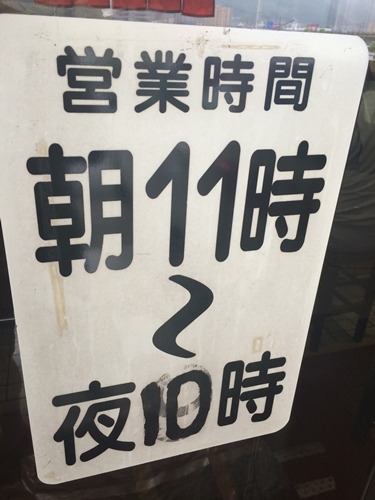 営業時間
朝11時
〜
夜10時